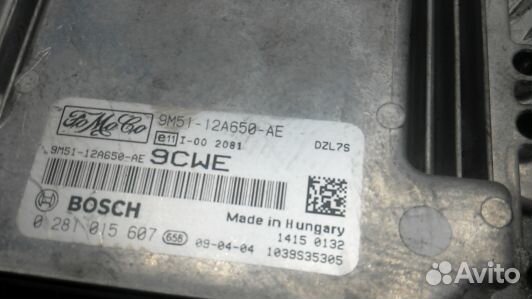 FoMoCo 9M51-12A650-AE
e11 I-00 2081 DZL7S
9M51-12A650-AE 9CWE
BOSCH Made in Hungary
0 281 015 607 656 09-04-04 1415 0132
1039S35305
Avito